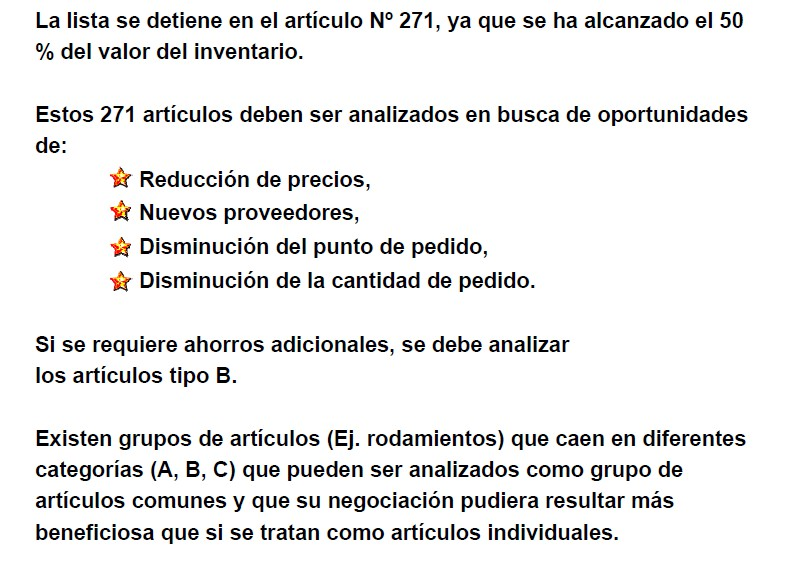 La lista se detiene en el artículo Nº 271, ya que se ha alcanzado el 50
% del valor del inventario.
Estos 271 artículos deben ser analizados en busca de oportunidades
de:
Reducción de precios,
Nuevos proveedores,
Disminución del punto de pedido,
Disminución de la cantidad de pedido.
Si se requiere ahorros adicionales, se debe analizar
los artículos tipo B.
Existen grupos de artículos (Ej. rodamientos) que caen en diferentes
categorías (A, B, C) que pueden ser analizados como grupo de
artículos comunes y que su negociación pudiera resultar más
beneficiosa que si se tratan como artículos individuales.